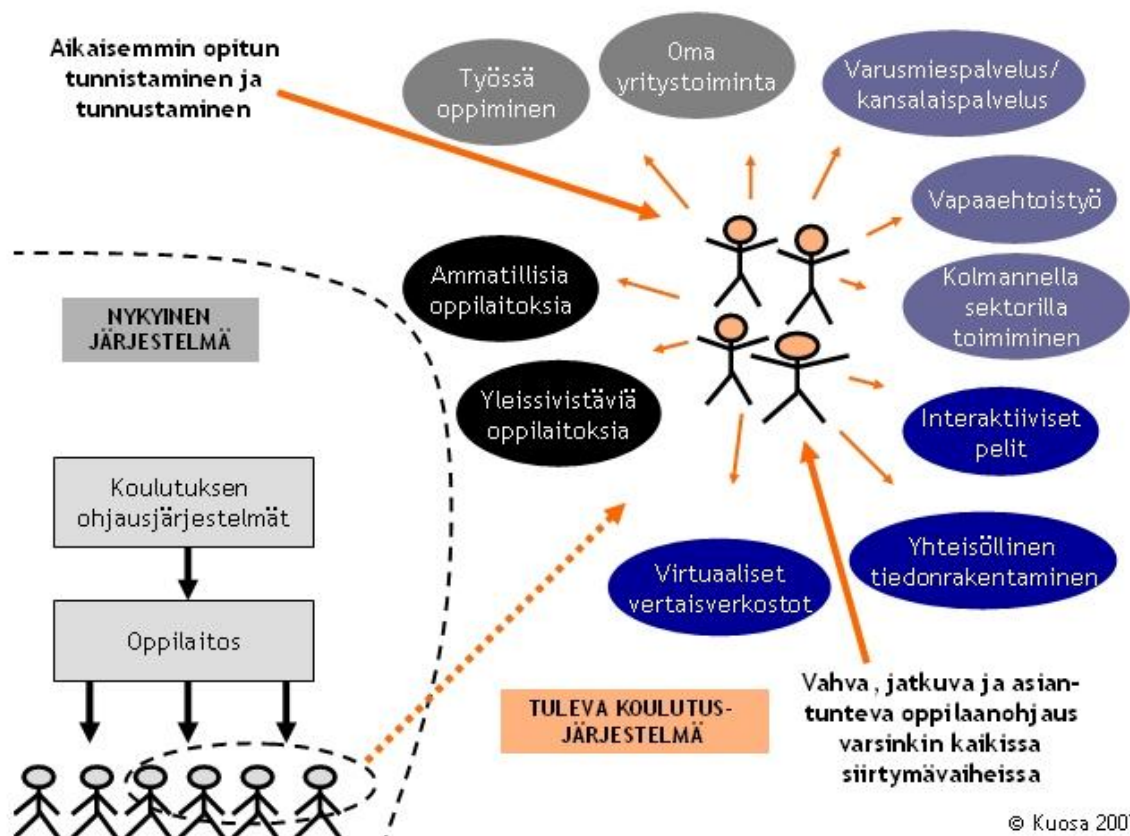 Aikaisemmin opitun
tunnistaminen ja
tunnustaminen
Työssä
oppiminen
Oma
yritystoiminta
Varusmiespalvelus/
kansalaispalvelus
Vapaaehtoistyö
Kolmannella
sektorilla
toimiminen
Ammatillisia
oppilaitoksia
Yleissivistäviä
oppilaitoksia
Interaktiiviset
pelit
Yhteisöllinen
tiedonrakentaminen
Virtuaaliset
vertaisverkostot
NYKYINEN
JÄRJESTELMÄ
Koulutuksen
ohjausjärjestelmät
Oppilaitos
TULEVA KOULUTUS-
JÄRJESTELMÄ
Vahva, jatkuva ja asian-
tunteva oppilaanohjaus
varsinkin kaikissa
siirtymävaiheissa
© Kuosa